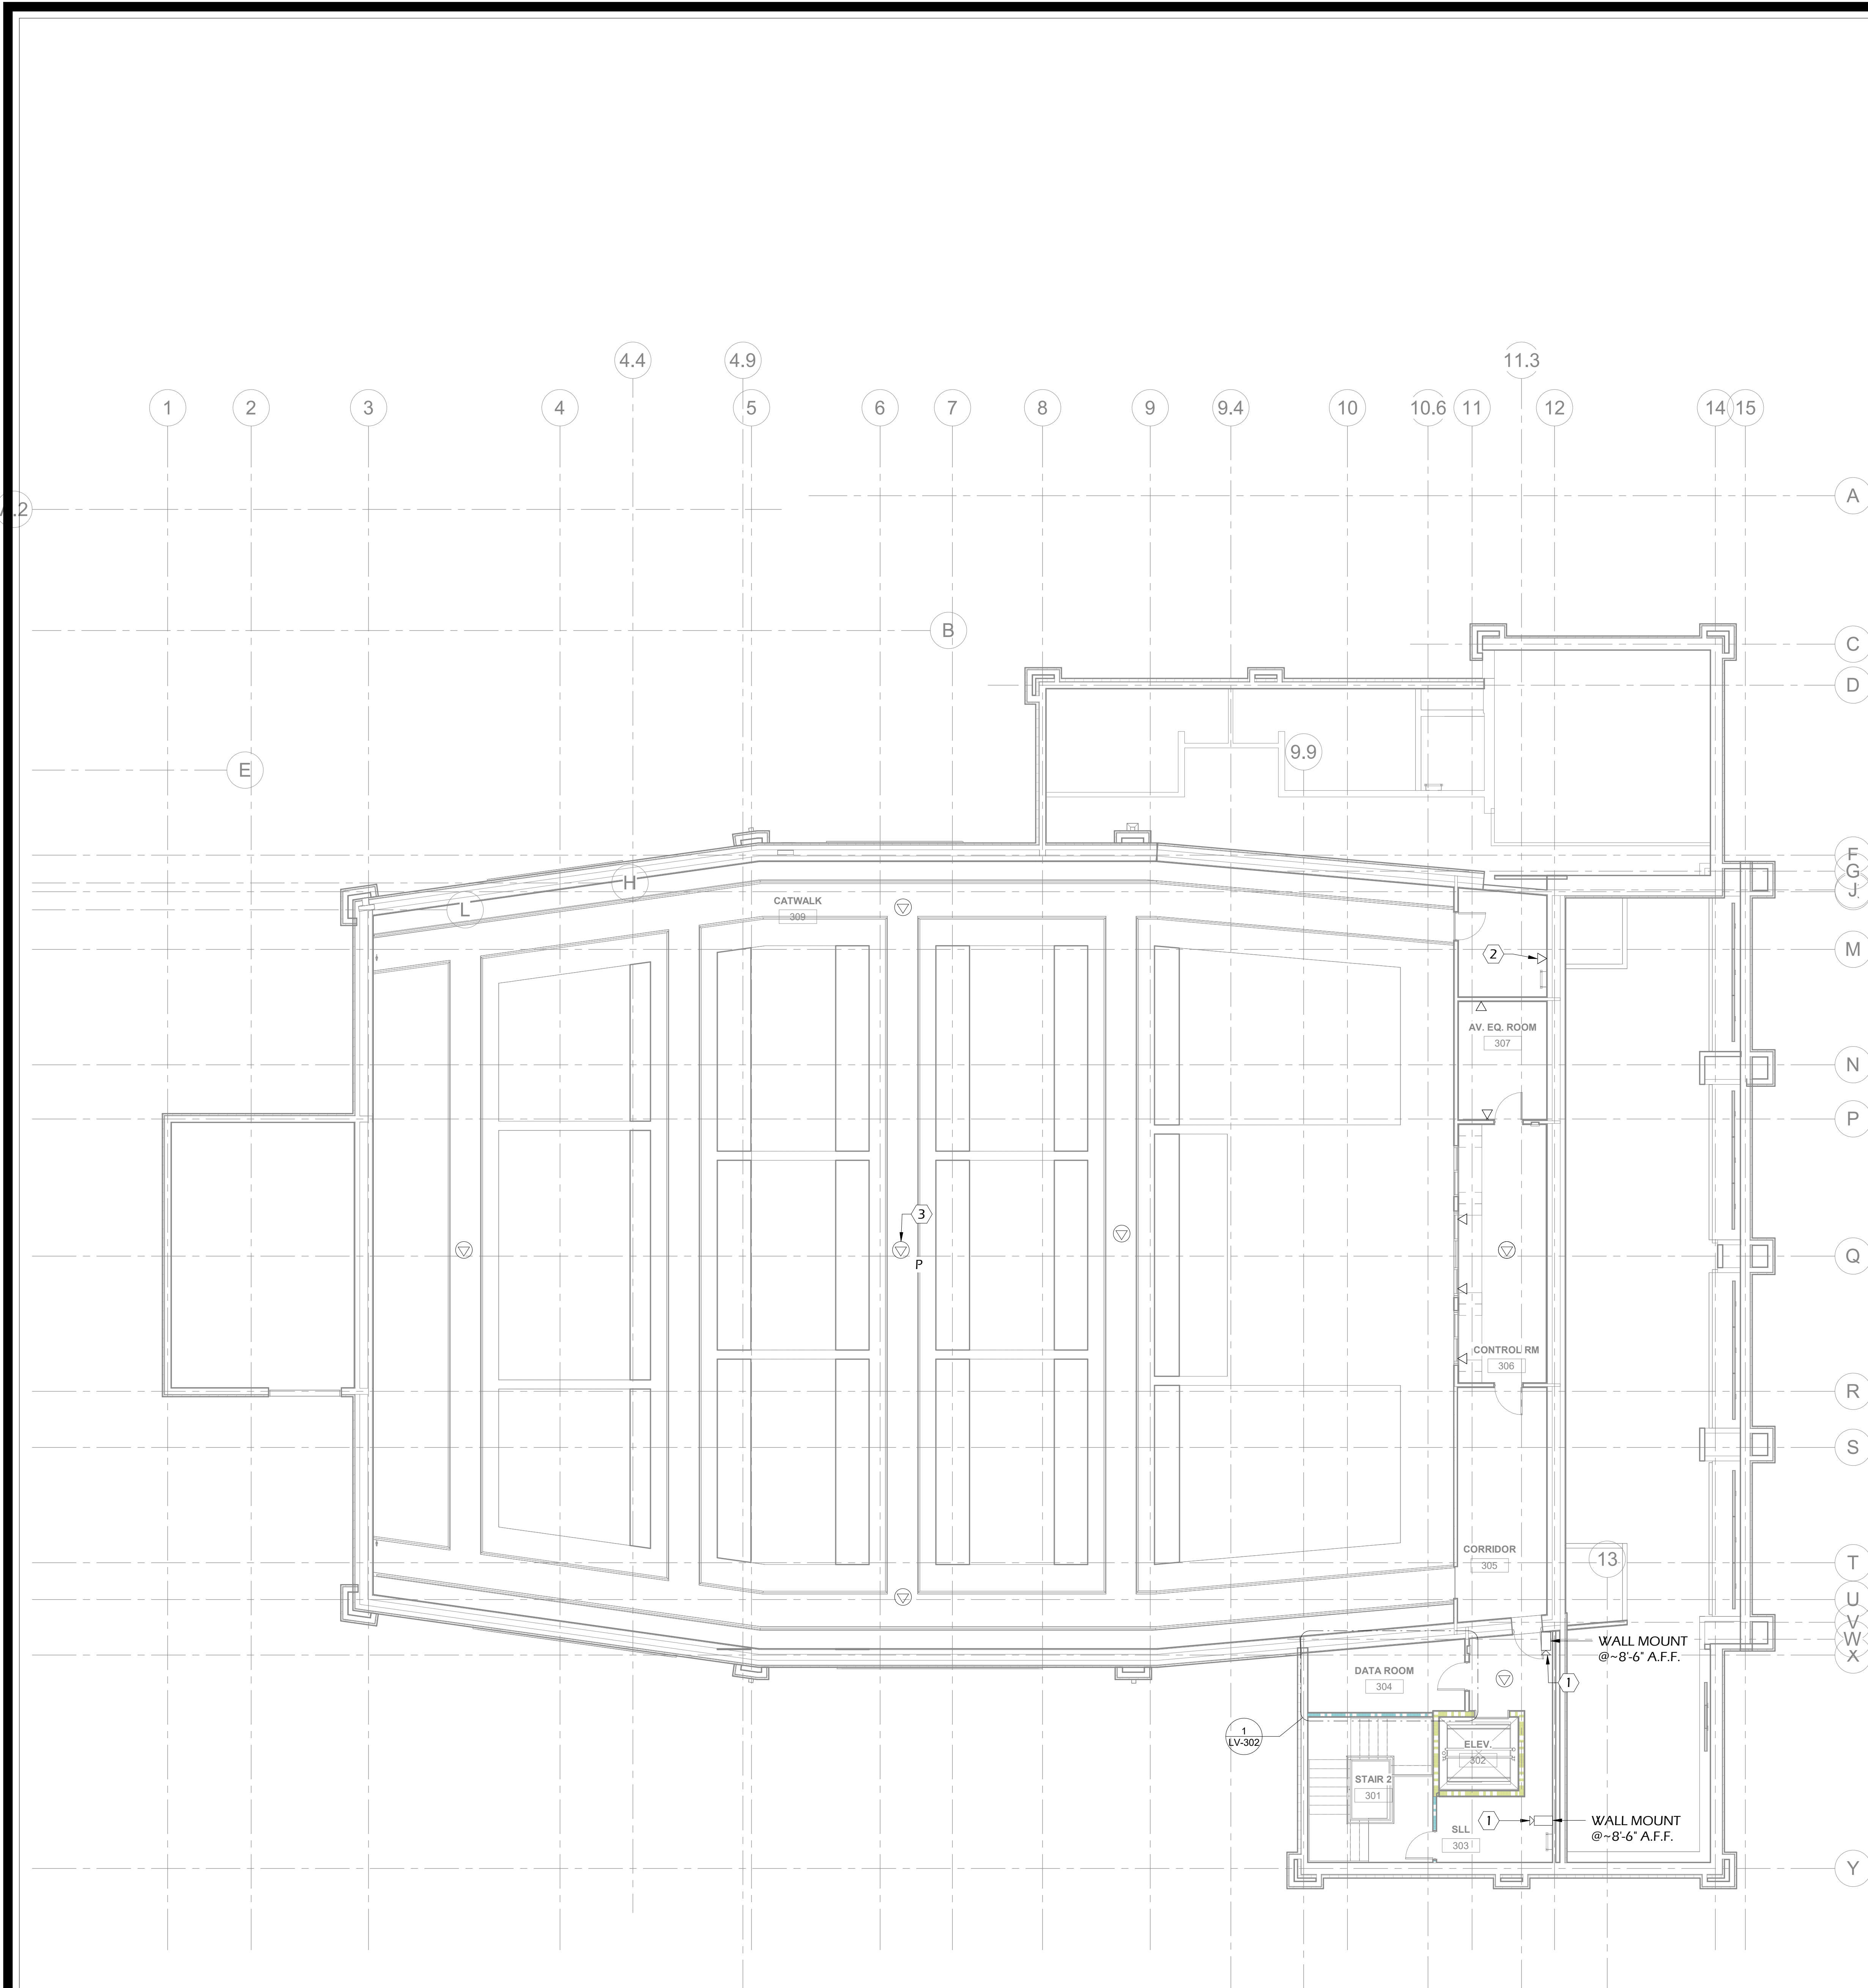 4.4
4.9
11.3
1
2
3
4
5
6
7
8
9
9.4
10
10.6
11
12
14
15
A
.2
B
C
D
9.9
E
F
G
H
J.
L
CATWALK
309
M
2
AV. EQ. ROOM
307
N
P
3
P
Q
CONTROL RM
306
R
S
CORRIDOR
305
13
T
U
V
W
X
WALL MOUNT
@~8'-6" A.F.F.
1
DATA ROOM
304
1
LV-302
ELEV.
302
STAIR 2
301
SLL
303
1
WALL MOUNT
@~8'-6" A.F.F.
Y